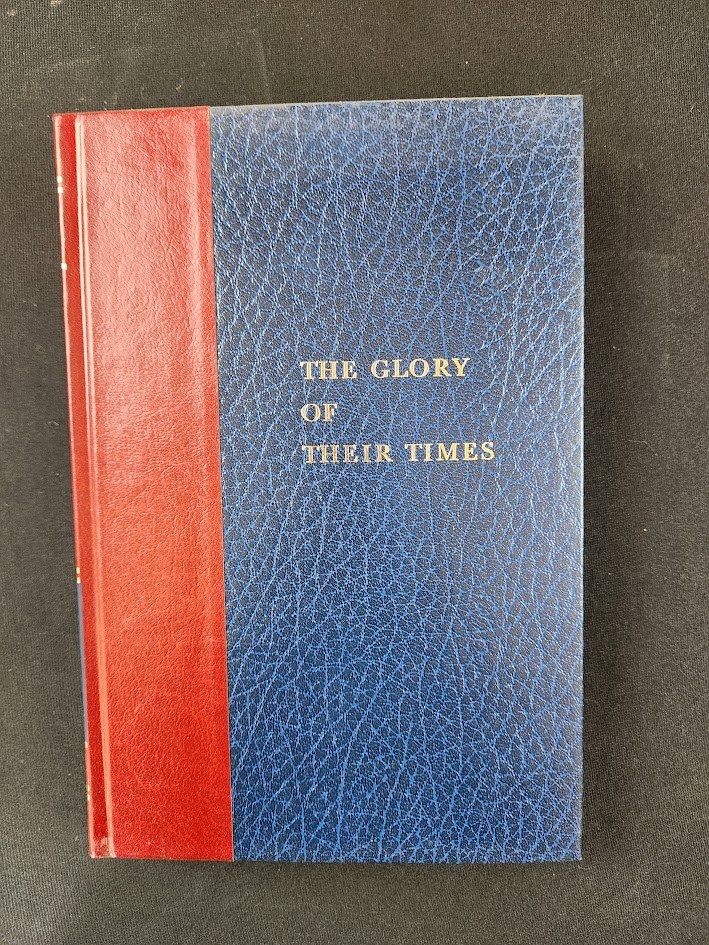 THE GLORY
OF
THEIR TIMES